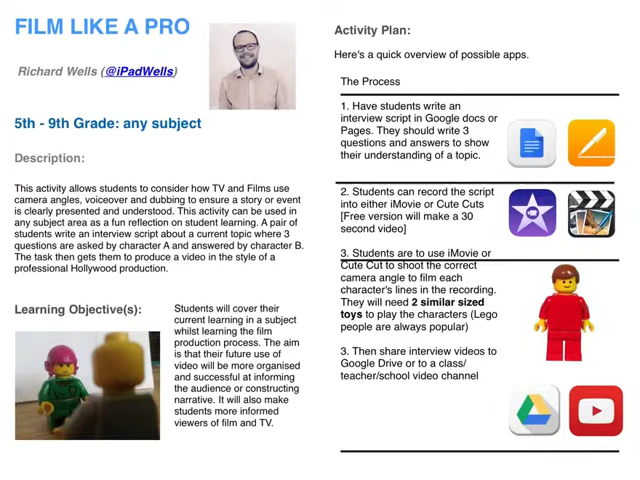 FILM LIKE A PRO
Richard Wells (@iPadWells)
5th - 9th Grade: any subject
Description:
This activity allows students to consider how TV and Films use
camera angles, voiceover and dubbing to ensure a story or event
is clearly presented and understood. This activity can be used in
any subject area as a fun reflection on student learning. A pair of
students write an interview script about a current topic where 3
questions are asked by character A and answered by character B.
The task then gets them to produce a video in the style of a
professional Hollywood production.
Learning Objective(s):
Students will cover their
current learning in a subject
whilst learning the film
production process. The aim
is that their future use of
video will be more organised
and successful at informing
the audience or constructing
narrative. It will also make
students more informed
viewers of film and TV.
Activity Plan:
Here's a quick overview of possible apps.
The Process
1. Have students write an
interview script in Google docs or
Pages. They should write 3
questions and answers to show
their understanding of a topic.
2. Students can record the script
into either iMovie or Cute Cuts
[Free version will make a 30
second video]
3. Students are to use iMovie or
Cute Cut to shoot the correct
camera angle to film each
character's lines in the recording.
They will need 2 similar sized
toys to play the characters (Lego
people are always popular)
3. Then share interview videos to
Google Drive or to a class/
teacher/school video channel